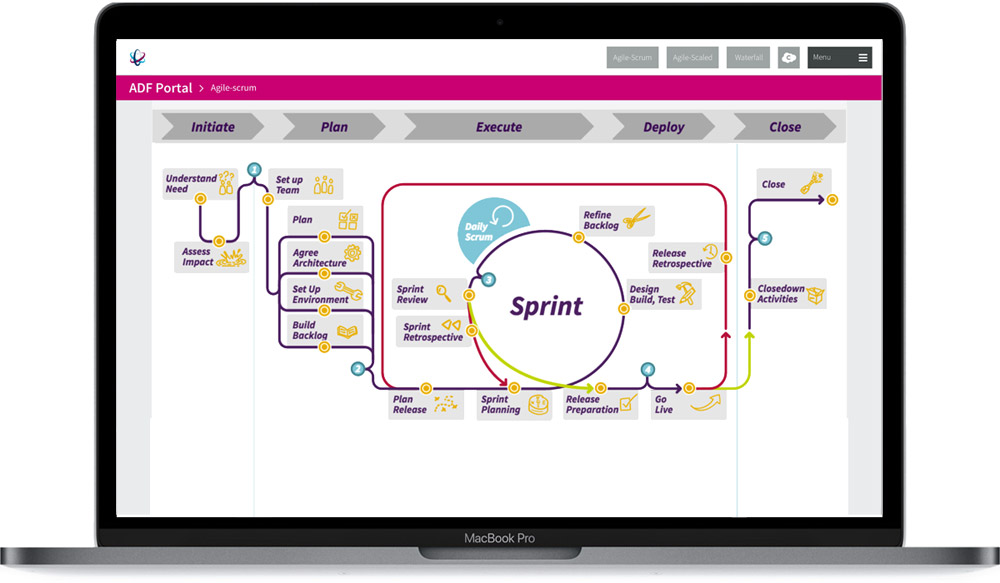 Agile-Scrum
Agile-Scaled
Waterfall
Menu
ADF Portal > Agile-scrum
Initiate
Plan
Execute
Deploy
Close
Understand
Need
1
Set up
Team
Assess
Impact
Plan
Agree
Architecture
Set Up
Environment
Build
Backlog
2
Daily
Scrum
Refine
Backlog
Release
Retrospective
Sprint
Review
3
Sprint
Design
Build, Test
Sprint
Retrospective
4
Plan
Release
Sprint
Planning
Release
Preparation
Go
Live
Close
5
Closedown
Activities
MacBook Pro